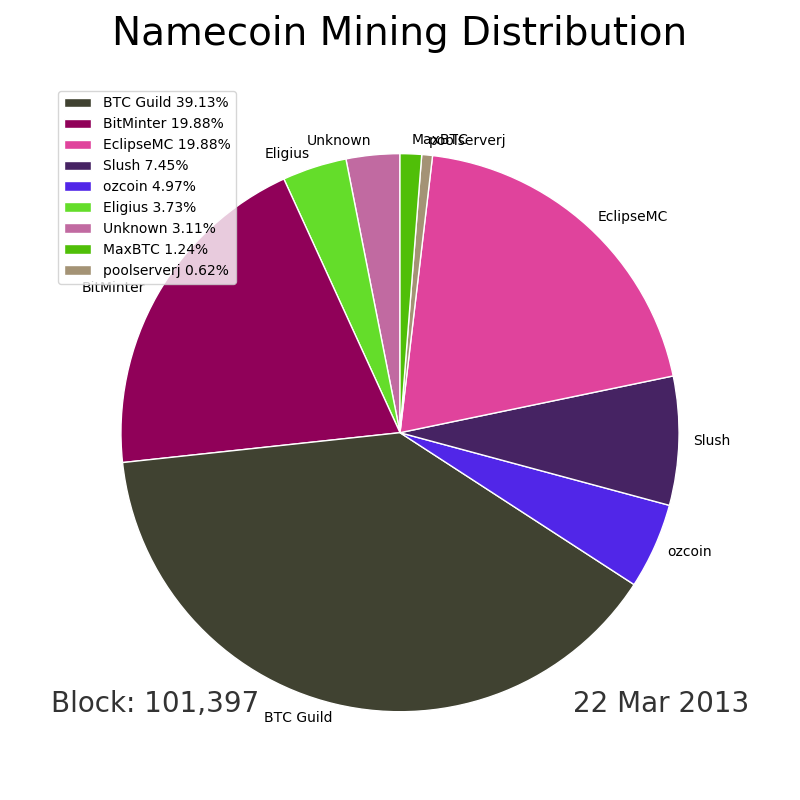 Namecoin Mining Distribution
BTC Guild 39.13%
BitMinter 19.88%
EclipseMC 19.88%
Slush 7.45%
ozcoin 4.97%
Eligius 3.73%
Unknown 3.11%
MaxBTC 1.24%
poolserverj 0.62%
MaxBTC
poolserverj
Unknown
Eligius
EclipseMC
BitMinter
Slush
ozcoin
BTC Guild
Block: 101,397
22 Mar 2013